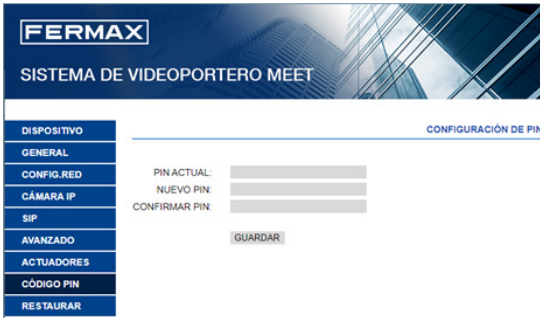 FERMAX
SISTEMA DE VIDEOPORTERO MEET
DISPOSITIVO
GENERAL
CONFIG.RED
CÁMARA IP
SIP
AVANZADO
ACTUADORES
CÓDIGO PIN
RESTAURAR
CONFIGURACIÓN DE PIN
PIN ACTUAL:
NUEVO PIN:
CONFIRMAR PIN:
GUARDAR